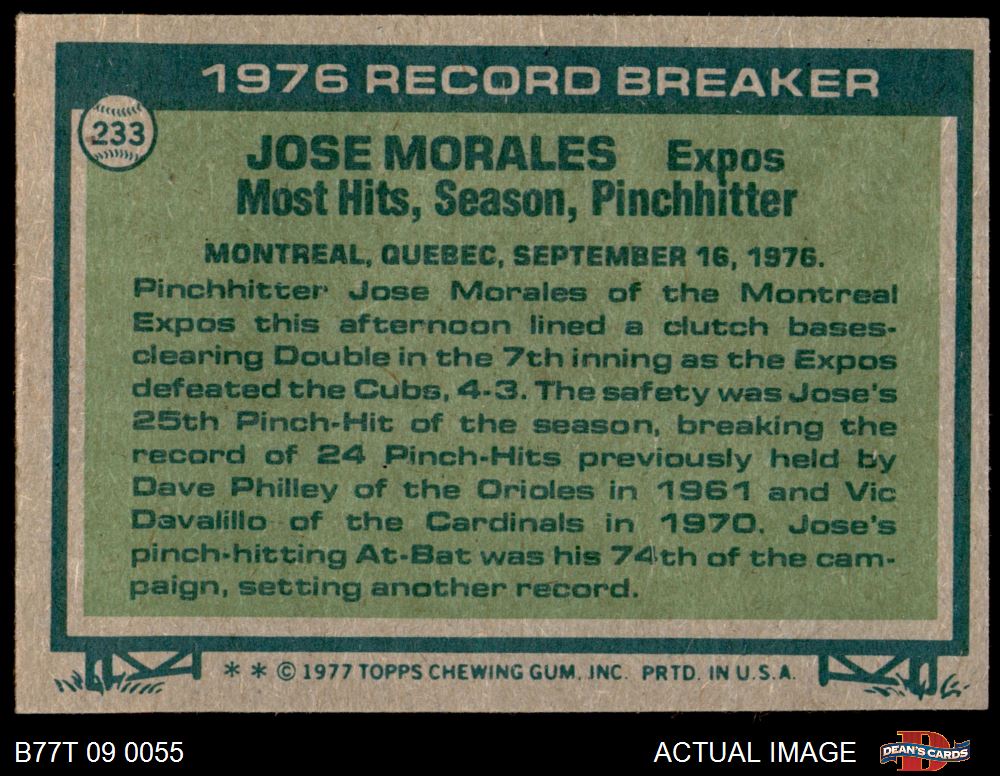 1976 RECORD BREAKER
233
JOSE MORALES Expos
Most Hits, Season, Pinchhitter
MONTREAL, QUEBEC, SEPTEMBER 16, 1976.
Pinchhitter Jose Morales of the Montreal
Expos this afternoon lined a clutch bases-
clearing Double in the 7th inning as the Expos
defeated the Cubs, 4-3. The safety was Jose's
25th Pinch-Hit of the season, breaking the
record of 24 Pinch-Hits previously held by
Dave Philley of the Orioles in 1961 and Vic
Davalillo of the Cardinals in 1970. Jose's
pinch-hitting At-Bat was his 74th of the cam-
paign, setting another record.
* * © 1977 TOPPS CHEWING GUM, INC. PRTD. IN U.S.A.
B77T 09 0055 ACTUAL IMAGE DEAN'S CARDS